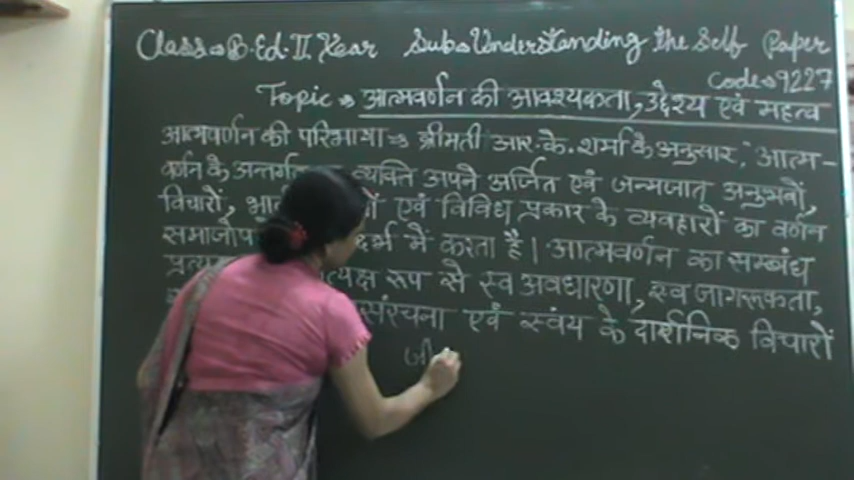 Class→ B.Ed. II Year Sub→ Understanding the Self Paper
Code→ 9227
Topic → आत्मवर्णन की आवश्यकता, उद्देश्य एवं महत्व
आत्मवर्णन की परिभाषा → श्रीमती आर. के. शर्मा के अनुसार, "आत्म-
वर्णन के अन्तर्गत व्यक्ति अपने अर्जित एवं जन्मजात अनुभवों,
विचारों, एवं विविध प्रकार के व्यवहारों का वर्णन
में करता है। आत्मवर्णन का सम्बंध
रूप से स्व अवधारणा, स्व जागरूकता,
संरचना एवं स्वंय के दार्शनिक विचारों